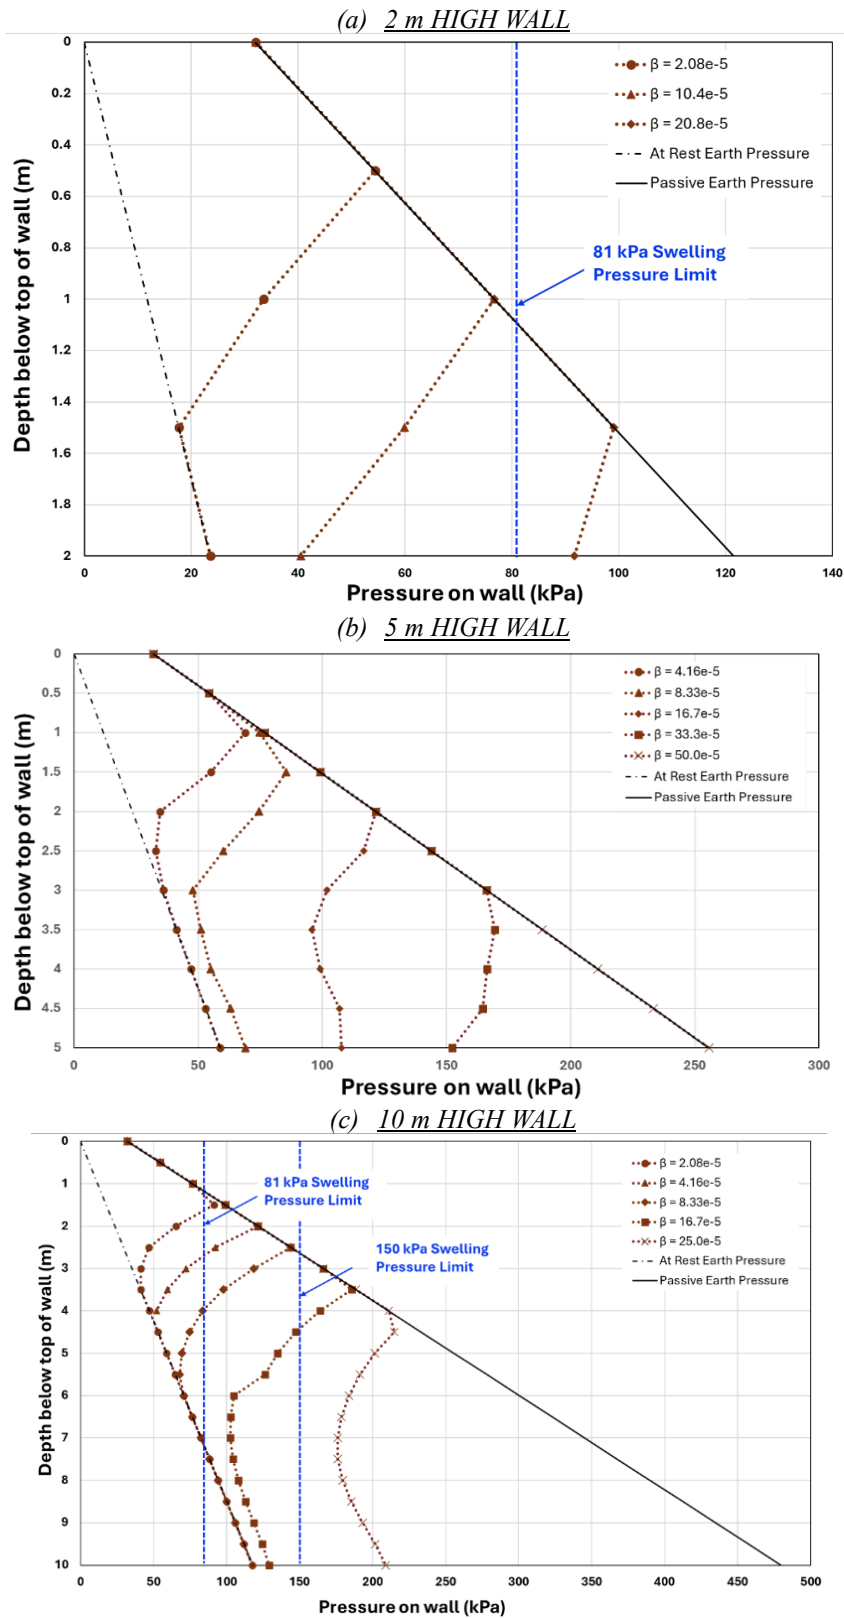 (a) 2 m HIGH WALL
0
0.2
0.4
0.6
0.8
1
1.2
1.4
1.6
1.8
2
Depth below top of wall (m)
β = 2.08e-5
β = 10.4e-5
β = 20.8e-5
At Rest Earth Pressure
Passive Earth Pressure
81 kPa Swelling
Pressure Limit
0 20 40 60 80 100 120 140
Pressure on wall (kPa)
(b) 5 m HIGH WALL
0
0.5
1
1.5
2
2.5
3
3.5
4
4.5
5
Depth below top of wall (m)
β = 4.16e-5
β = 8.33e-5
β = 16.7e-5
β = 33.3e-5
β = 50.0e-5
At Rest Earth Pressure
Passive Earth Pressure
0 50 100 150 200 250 300
Pressure on wall (kPa)
(c) 10 m HIGH WALL
0
1
2
3
4
5
6
7
8
9
10
Depth below top of wall (m)
β = 2.08e-5
β = 4.16e-5
β = 8.33e-5
β = 16.7e-5
β = 25.0e-5
At Rest Earth Pressure
Passive Earth Pressure
81 kPa Swelling
Pressure Limit
150 kPa Swelling
Pressure Limit
0 50 100 150 200 250 300 350 400 450 500
Pressure on wall (kPa)